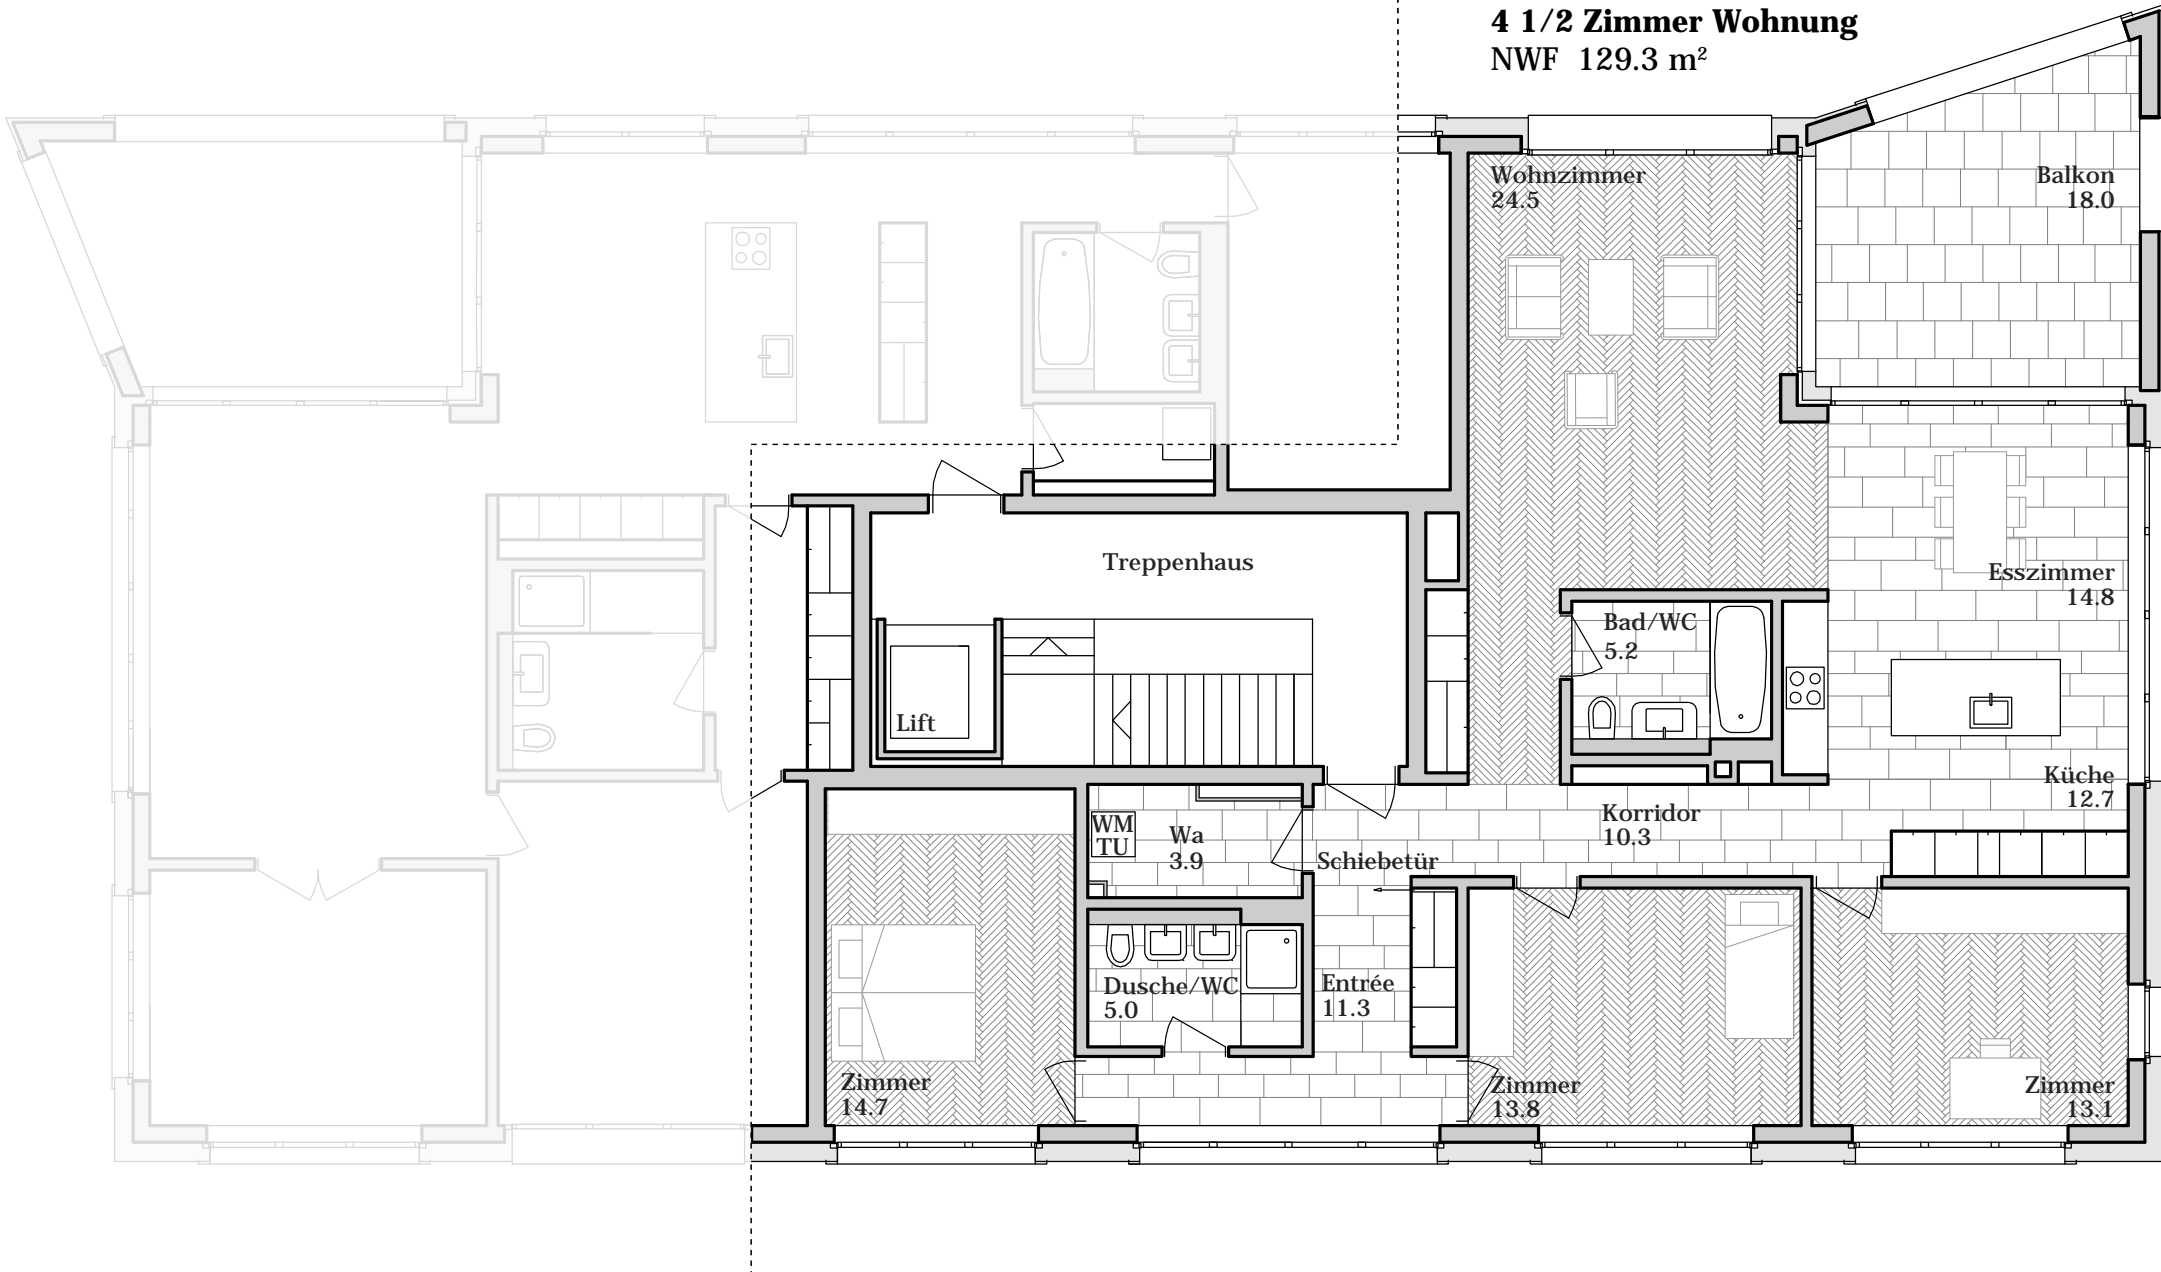 4 1/2 Zimmer Wohnung
NWF 129.3 m²
Wohnzimmer
24.5
Balkon
18.0
Treppenhaus
Esszimmer
14.8
Bad/WC
5.2
Lift
Küche
12.7
Korridor
10.3
WM
TU
Wa
3.9
Schiebetür
Dusche/WC
5.0
Entrée
11.3
Zimmer
14.7
Zimmer
13.8
Zimmer
13.1